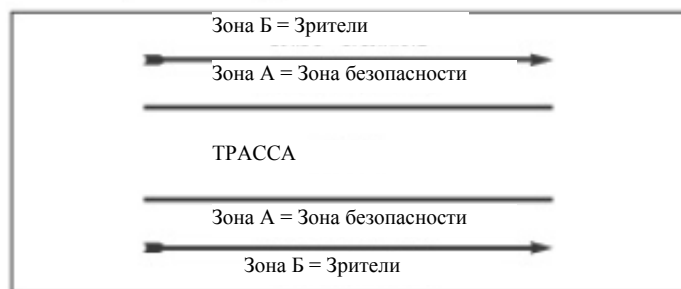 Зона Б = Зрители
Зона А = Зона безопасности
ТРАССА
Зона А = Зона безопасности
Зона Б = Зрители